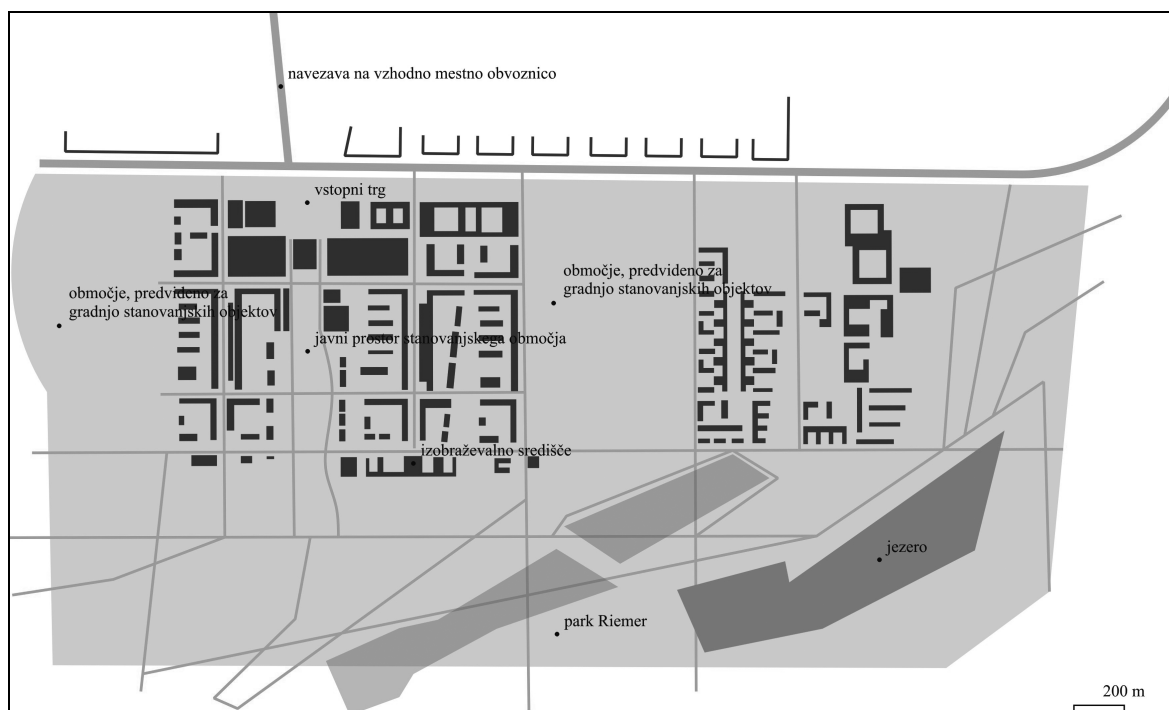 navezava na vzhodno mestno obvoznico
vstopni trg
območje, predvideno za
gradnjo stanovanjskih objektov
območje, predvideno za
gradnjo stanovanjskih objektov
javni prostor stanovanjskega območja
izobraževalno središče
jezero
park Riemer
200 m